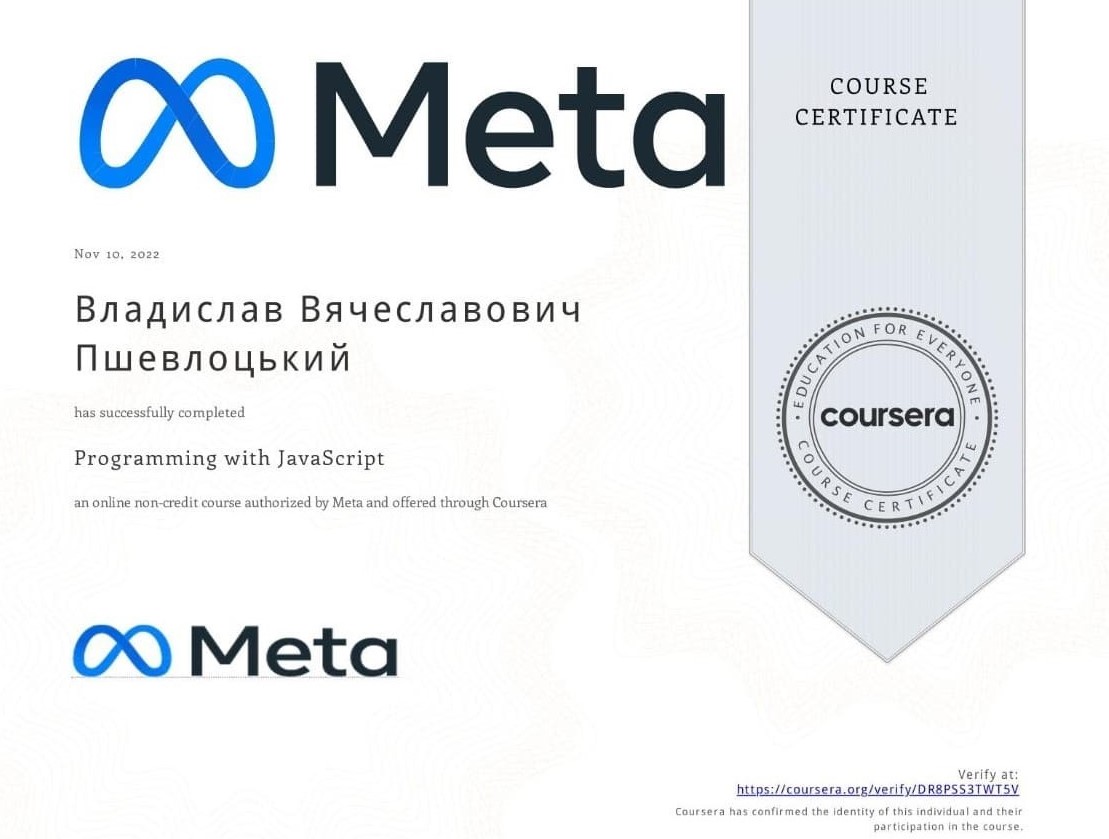 Meta
COURSE
CERTIFICATE
Nov 10, 2022
Владислав Вячеславович
Пшевлоцький
has successfully completed
Programming with JavaScript
an online non-credit course authorized by Meta and offered through Coursera
EDUCATION FOR EVERYONE
coursera
COURSE CERTIFICATE
Meta
Verify at:
https://coursera.org/verify/DR8PSS3TWT5V
Coursera has confirmed the identity of this individual and their
participation in the course.